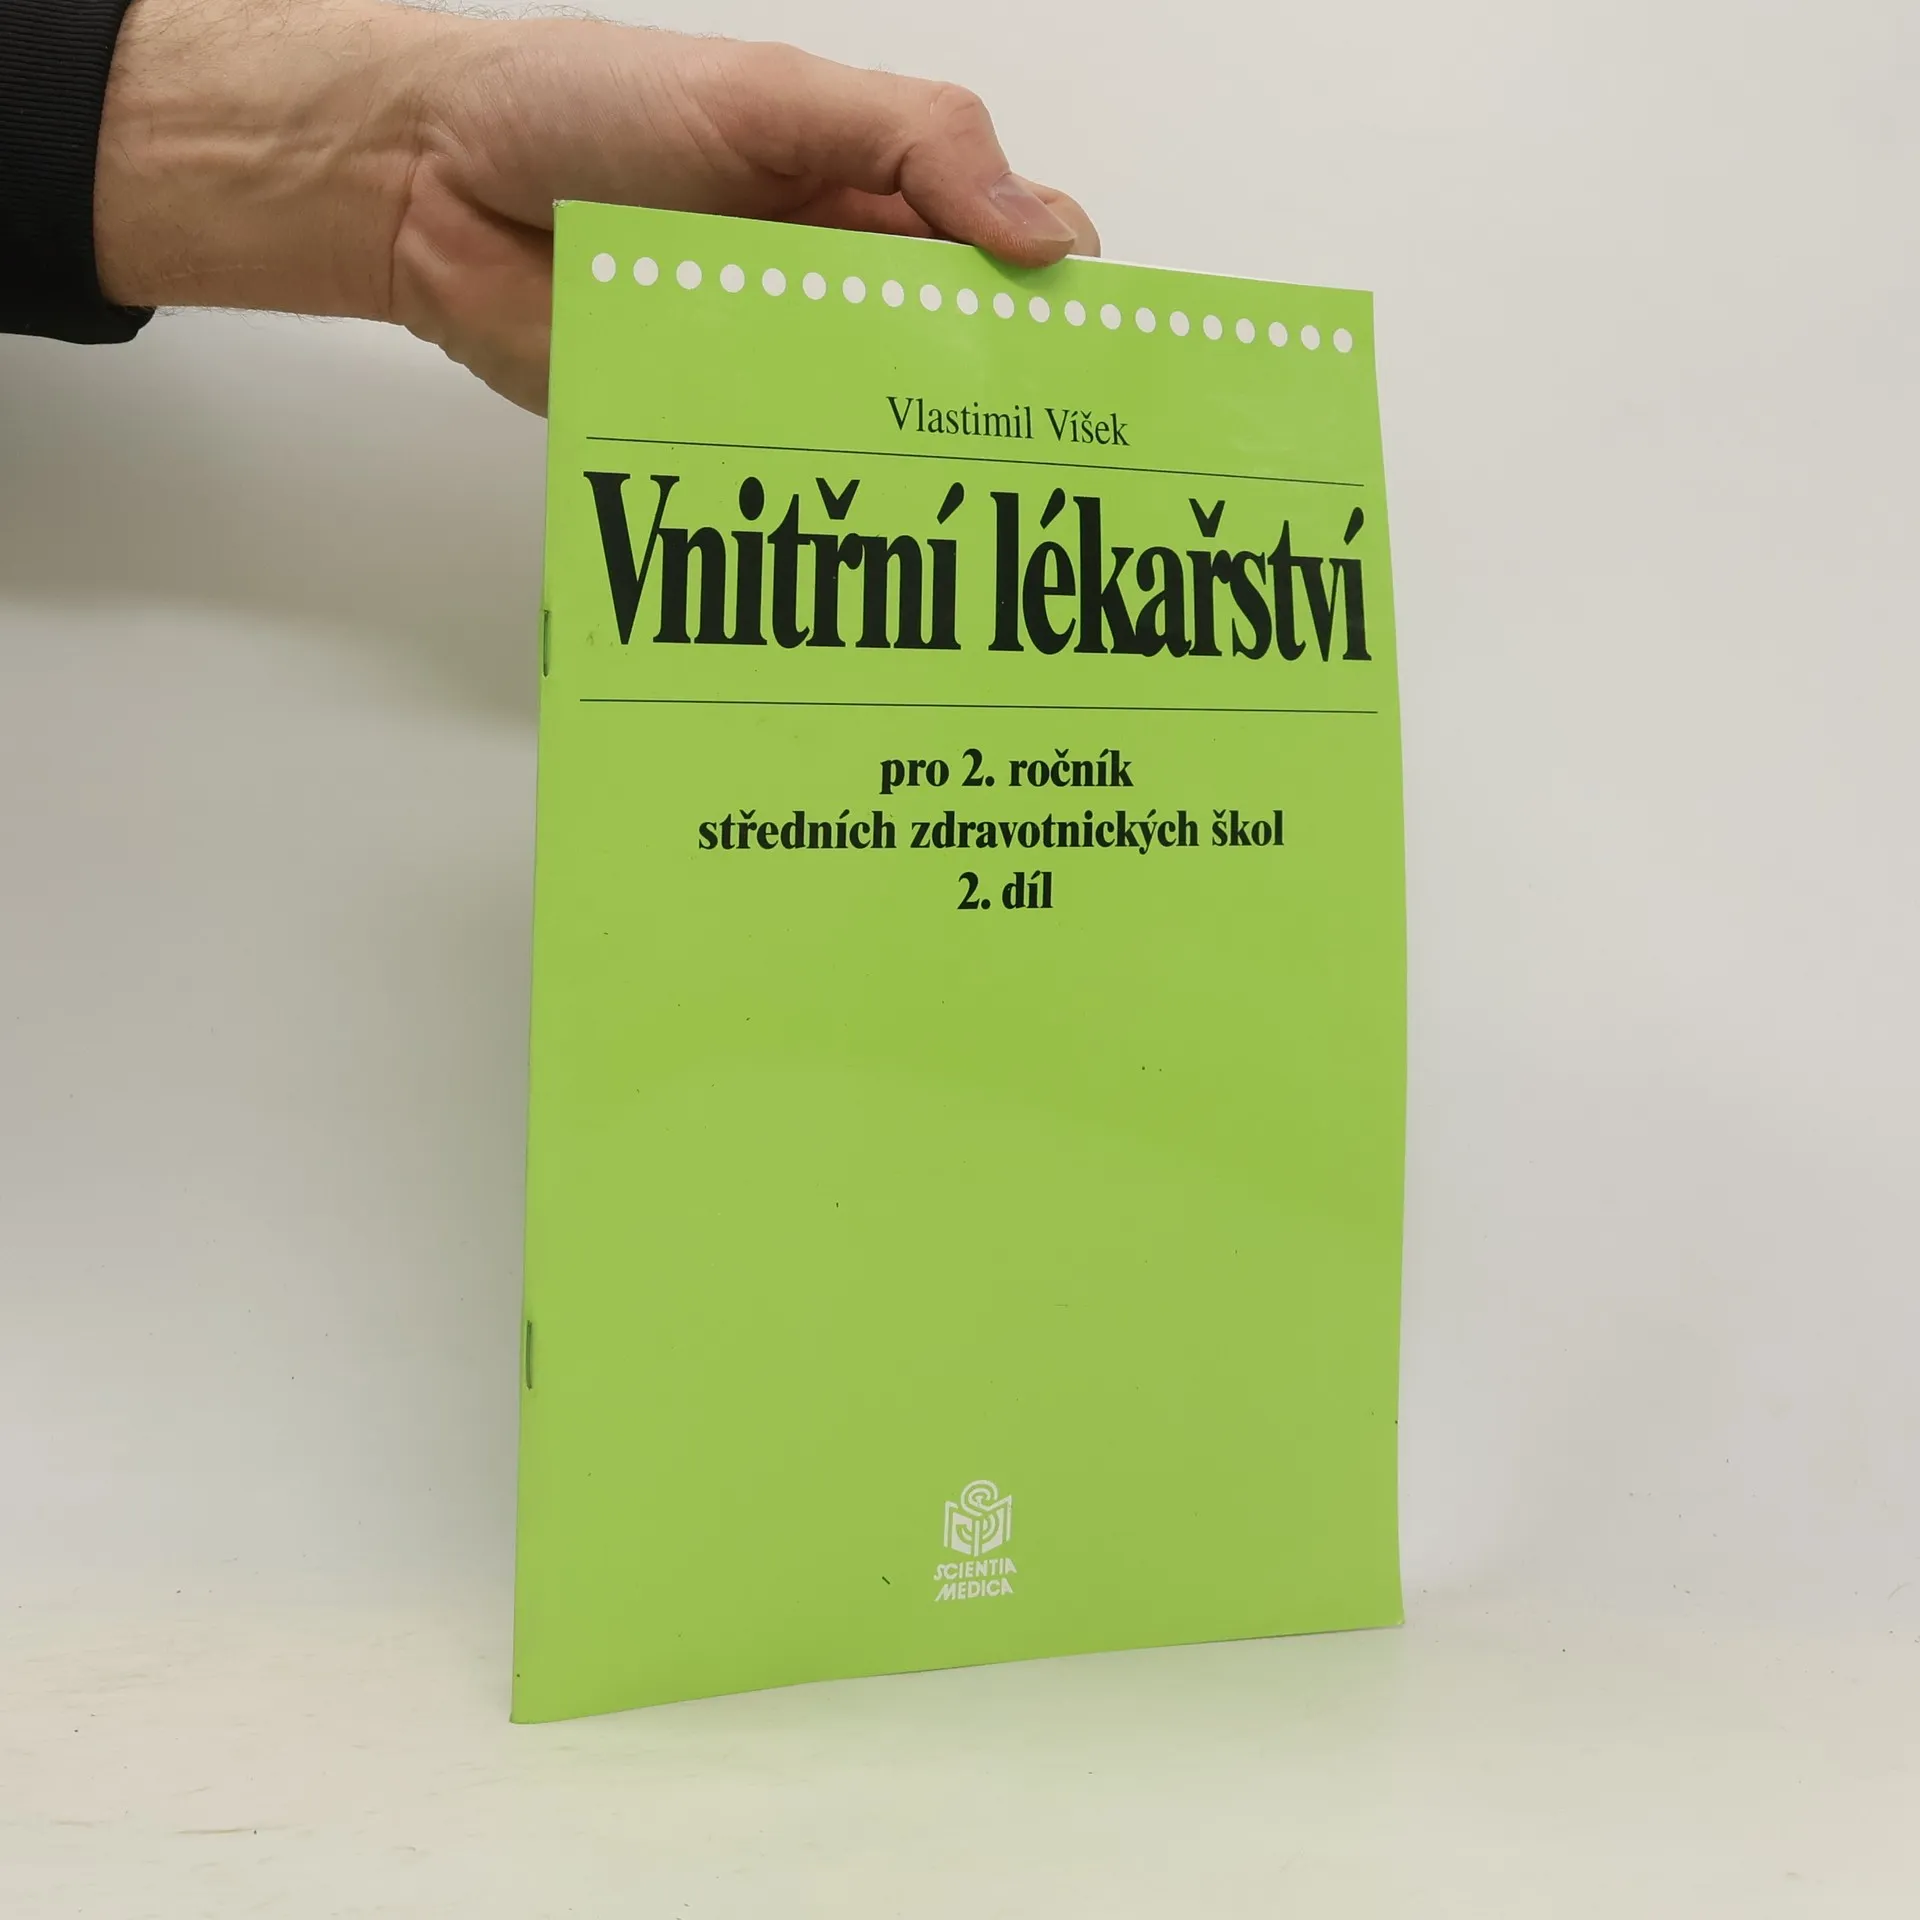 Vlastimil Víšek
Vnitřní lékařství
pro 2. ročník
středních zdravotnických škol
2. díl
SCIENTIA
MEDICA